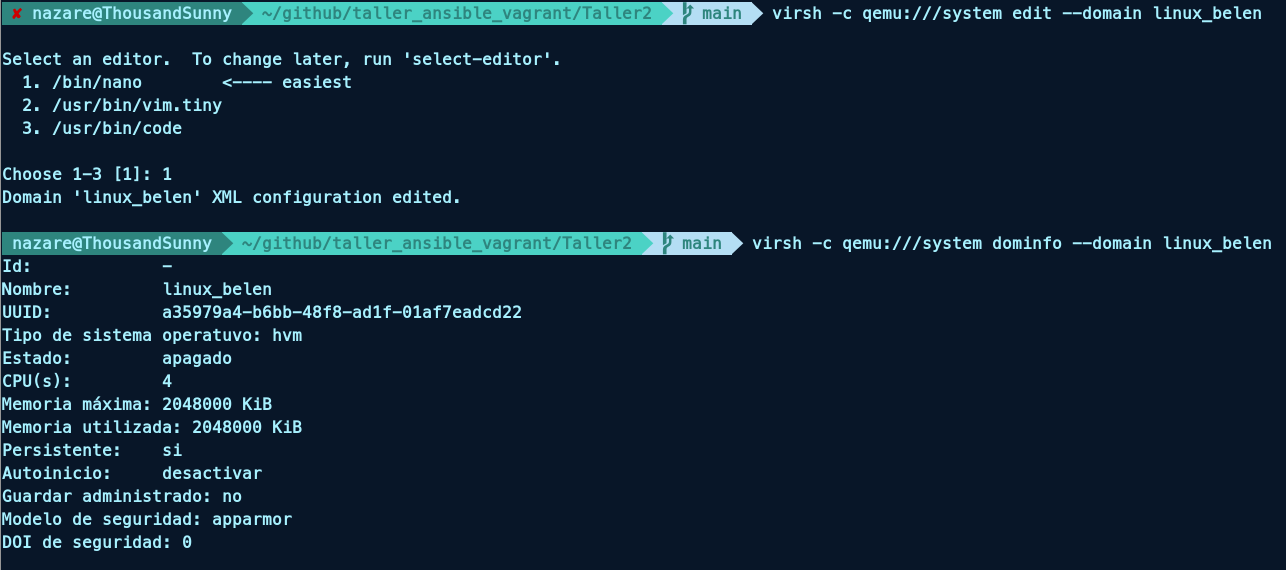 ✘ nazare@ThousandSunny ~/github/taller_ansible_vagrant/Taller2 main virsh -c qemu:///system edit --domain linux_belen
Select an editor.  To change later, run 'select-editor'.
  1. /bin/nano        <---- easiest
  2. /usr/bin/vim.tiny
  3. /usr/bin/code
Choose 1-3 [1]: 1
Domain 'linux_belen' XML configuration edited.
nazare@ThousandSunny ~/github/taller_ansible_vagrant/Taller2 main virsh -c qemu:///system dominfo --domain linux_belen
Id:             -
Nombre:         linux_belen
UUID:           a35979a4-b6bb-48f8-ad1f-01af7eadcd22
Tipo de sistema operatuvo: hvm
Estado:         apagado
CPU(s):         4
Memoria máxima: 2048000 KiB
Memoria utilizada: 2048000 KiB
Persistente:    si
Autoinicio:     desactivar
Guardar administrado: no
Modelo de seguridad: apparmor
DOI de seguridad: 0